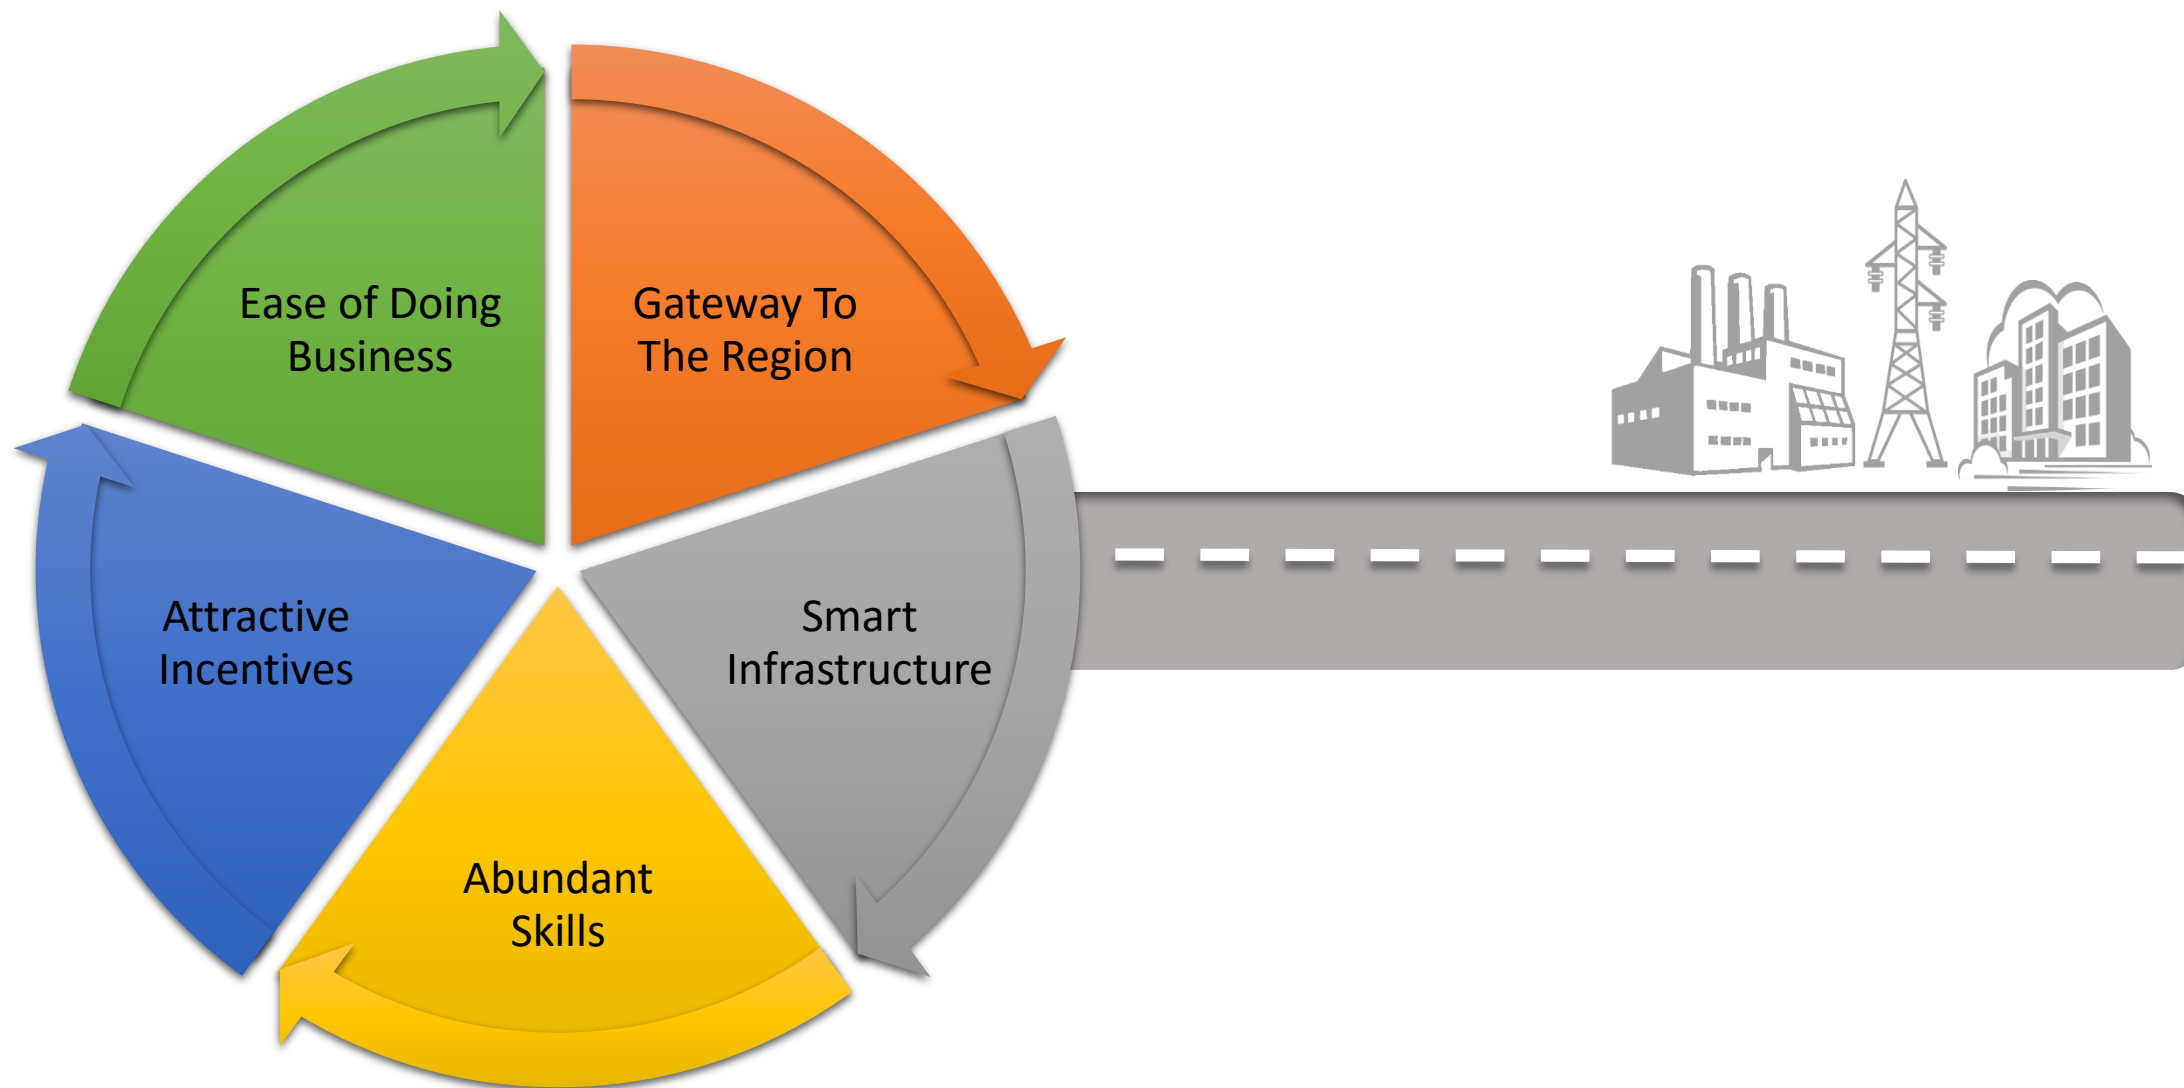 Ease of Doing
Business
Gateway To
The Region
Smart
Infrastructure
Abundant
Skills
Attractive
Incentives